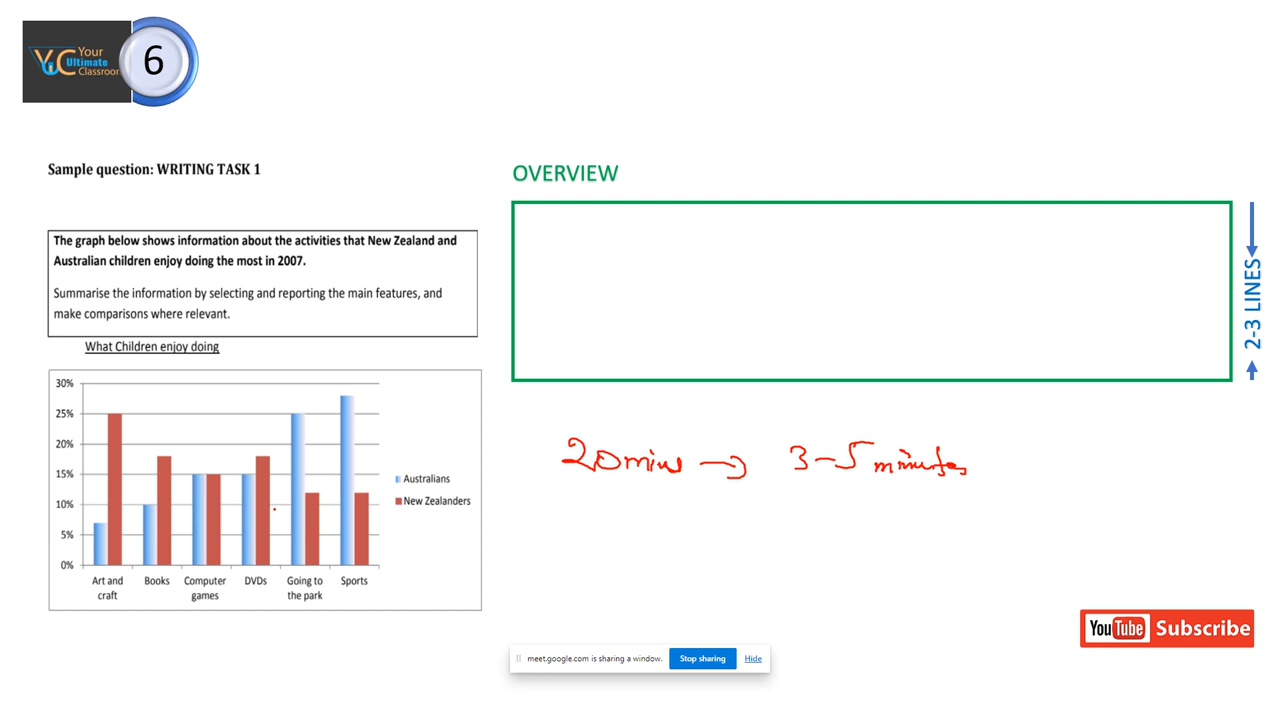 Your
Ultimate
Classroom
6
Sample question: WRITING TASK 1
The graph below shows information about the activities that New Zealand and
Australian children enjoy doing the most in 2007.
Summarise the information by selecting and reporting the main features, and
make comparisons where relevant.
What Children enjoy doing
30%
25%
20%
15%
10%
5%
0%
Art and
craft
Books
Computer
games
DVDs
Going to
the park
Sports
Australians
New Zealanders
OVERVIEW
2-3 LINES
20 mins → 3-5 minutes
meet.google.com is sharing a window.
Stop sharing
Hide
YouTube Subscribe